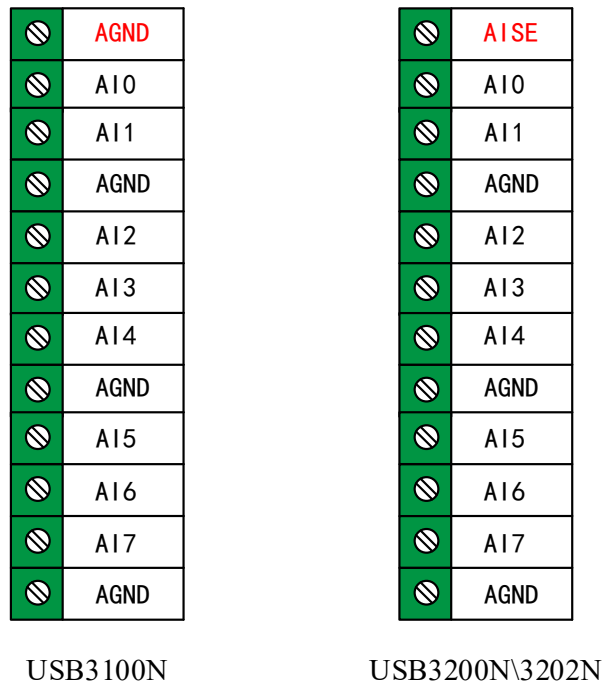 AGND
AI0
AI1
AGND
AI2
AI3
AI4
AGND
AI5
AI6
AI7
AGND
USB3100N
AISE
AI0
AI1
AGND
AI2
AI3
AI4
AGND
AI5
AI6
AI7
AGND
USB3200N\3202N